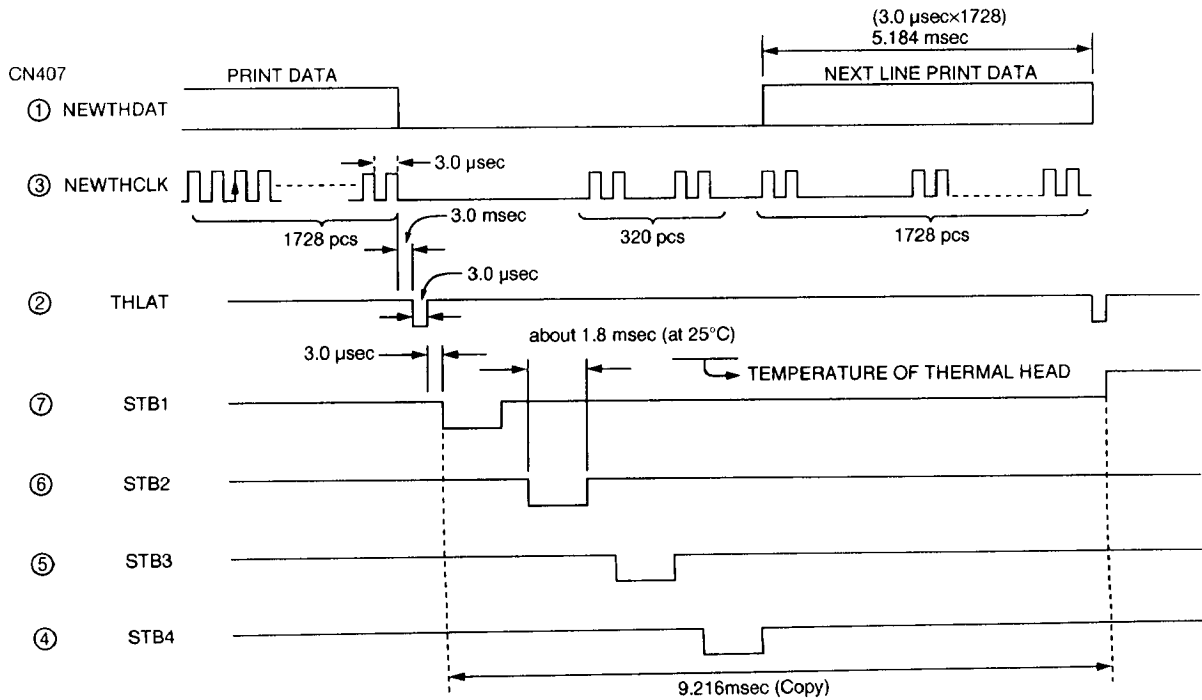 (3.0 µsec×1728)
5.184 msec
CN407
PRINT DATA
NEXT LINE PRINT DATA
① NEWTHDAT
3.0 µsec
③ NEWTHCLK
3.0 msec
1728 pcs
320 pcs
1728 pcs
3.0 µsec
② THLAT
about 1.8 msec (at 25°C)
3.0 µsec
TEMPERATURE OF THERMAL HEAD
⑦ STB1
⑥ STB2
⑤ STB3
④ STB4
9.216msec (Copy)